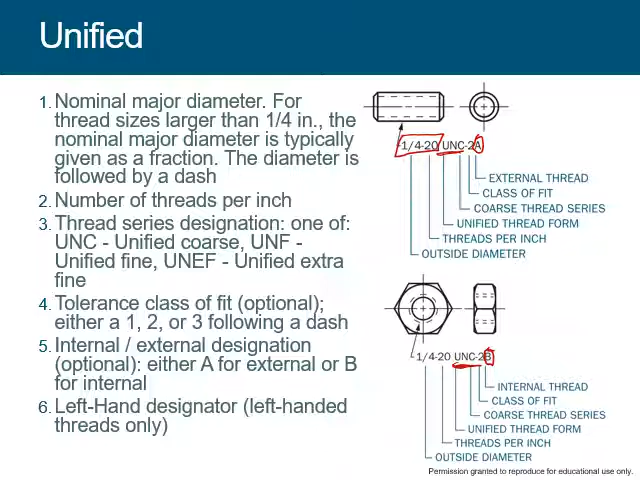 Unified
1. Nominal major diameter. For
thread sizes larger than 1/4 in., the
nominal major diameter is typically
given as a fraction. The diameter is
followed by a dash
2. Number of threads per inch
3. Thread series designation: one of:
UNC - Unified coarse, UNF -
Unified fine, UNEF - Unified extra
fine
4. Tolerance class of fit (optional);
either a 1, 2, or 3 following a dash
5. Internal / external designation
(optional): either A for external or B
for internal
6. Left-Hand designator (left-handed
threads only)
1/4-20 UNC-2A
EXTERNAL THREAD
CLASS OF FIT
COARSE THREAD SERIES
UNIFIED THREAD FORM
THREADS PER INCH
OUTSIDE DIAMETER
1/4-20 UNC-2B
INTERNAL THREAD
CLASS OF FIT
COARSE THREAD SERIES
UNIFIED THREAD FORM
THREADS PER INCH
OUTSIDE DIAMETER
Permission granted to reproduce for educational use only.